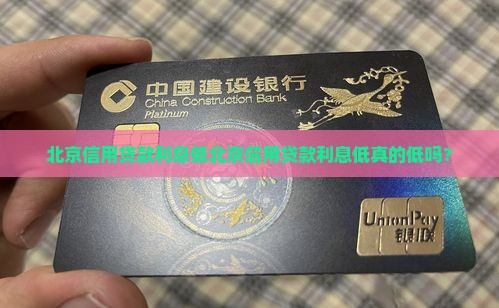 中国建设银行
China Construction Bank
Platinum
北京信用贷款利息低北京信用贷款利息低真的低吗?
UnionPay
银联